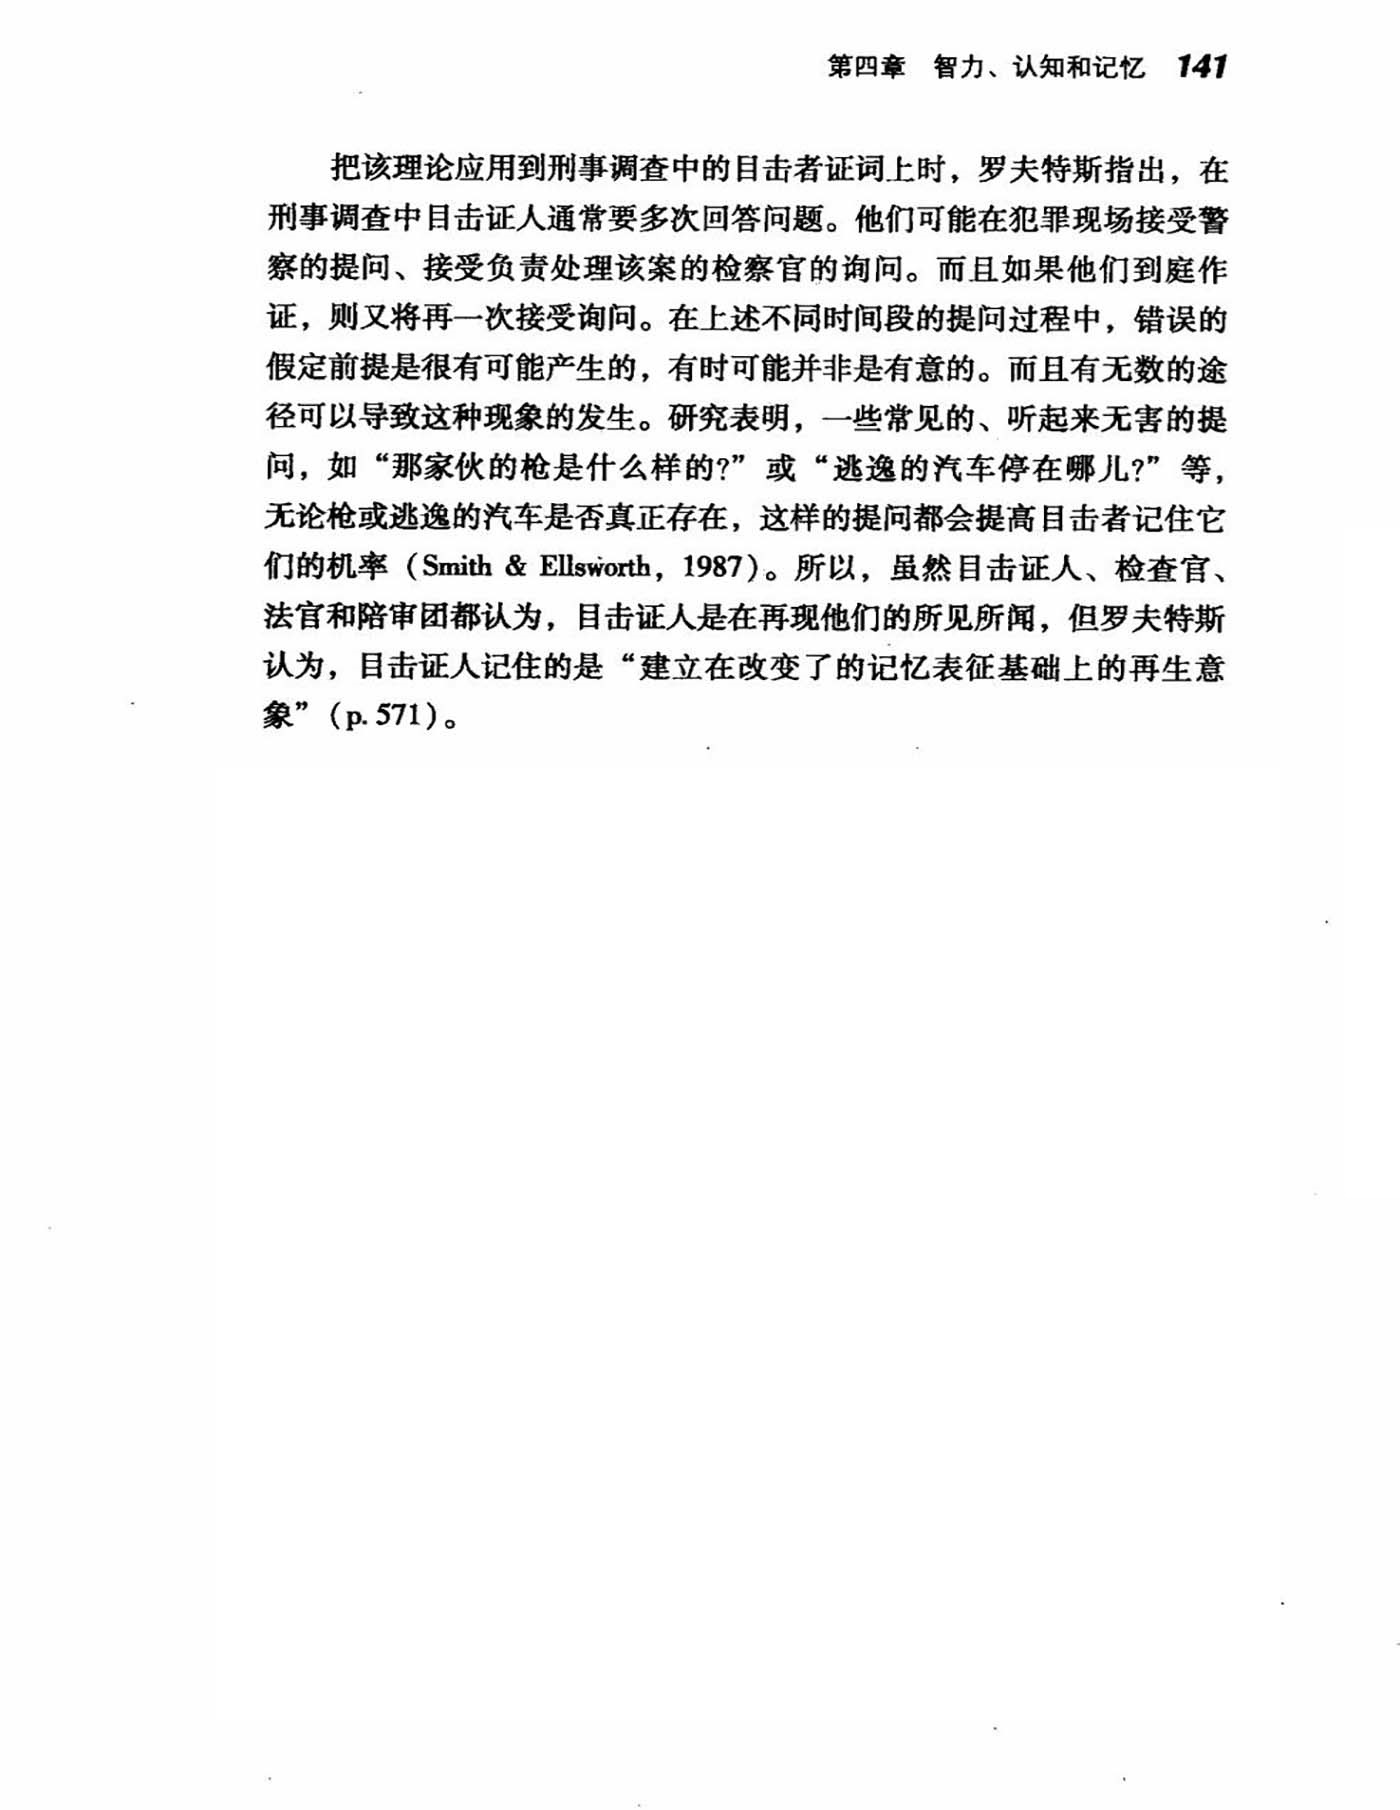 第四章 智力、认知和记忆 141
把该理论应用到刑事调查中的目击者证词上时，罗夫特斯指出，在
刑事调查中目击证人通常要多次回答问题。他们可能在犯罪现场接受警
察的提问、接受负责处理该案的检察官的询问。而且如果他们到庭作
证，则又将再一次接受询问。在上述不同时间段的提问过程中，错误的
假定前提是很有可能产生的，有时可能并非是有意的。而且有无数的途
径可以导致这种现象的发生。研究表明，一些常见的、听起来无害的提
问，如“那家伙的枪是什么样的?”或“逃逸的汽车停在哪儿?”等，
无论枪或逃逸的汽车是否真正存在，这样的提问都会提高目击者记住它
们的机率（Smith & Ellsworth，1987）。所以，虽然目击证人、检查官、
法官和陪审团都认为，目击证人是在再现他们的所见所闻，但罗夫特斯
认为，目击证人记住的是“建立在改变了的记忆表征基础上的再生意
象”（p. 571）。